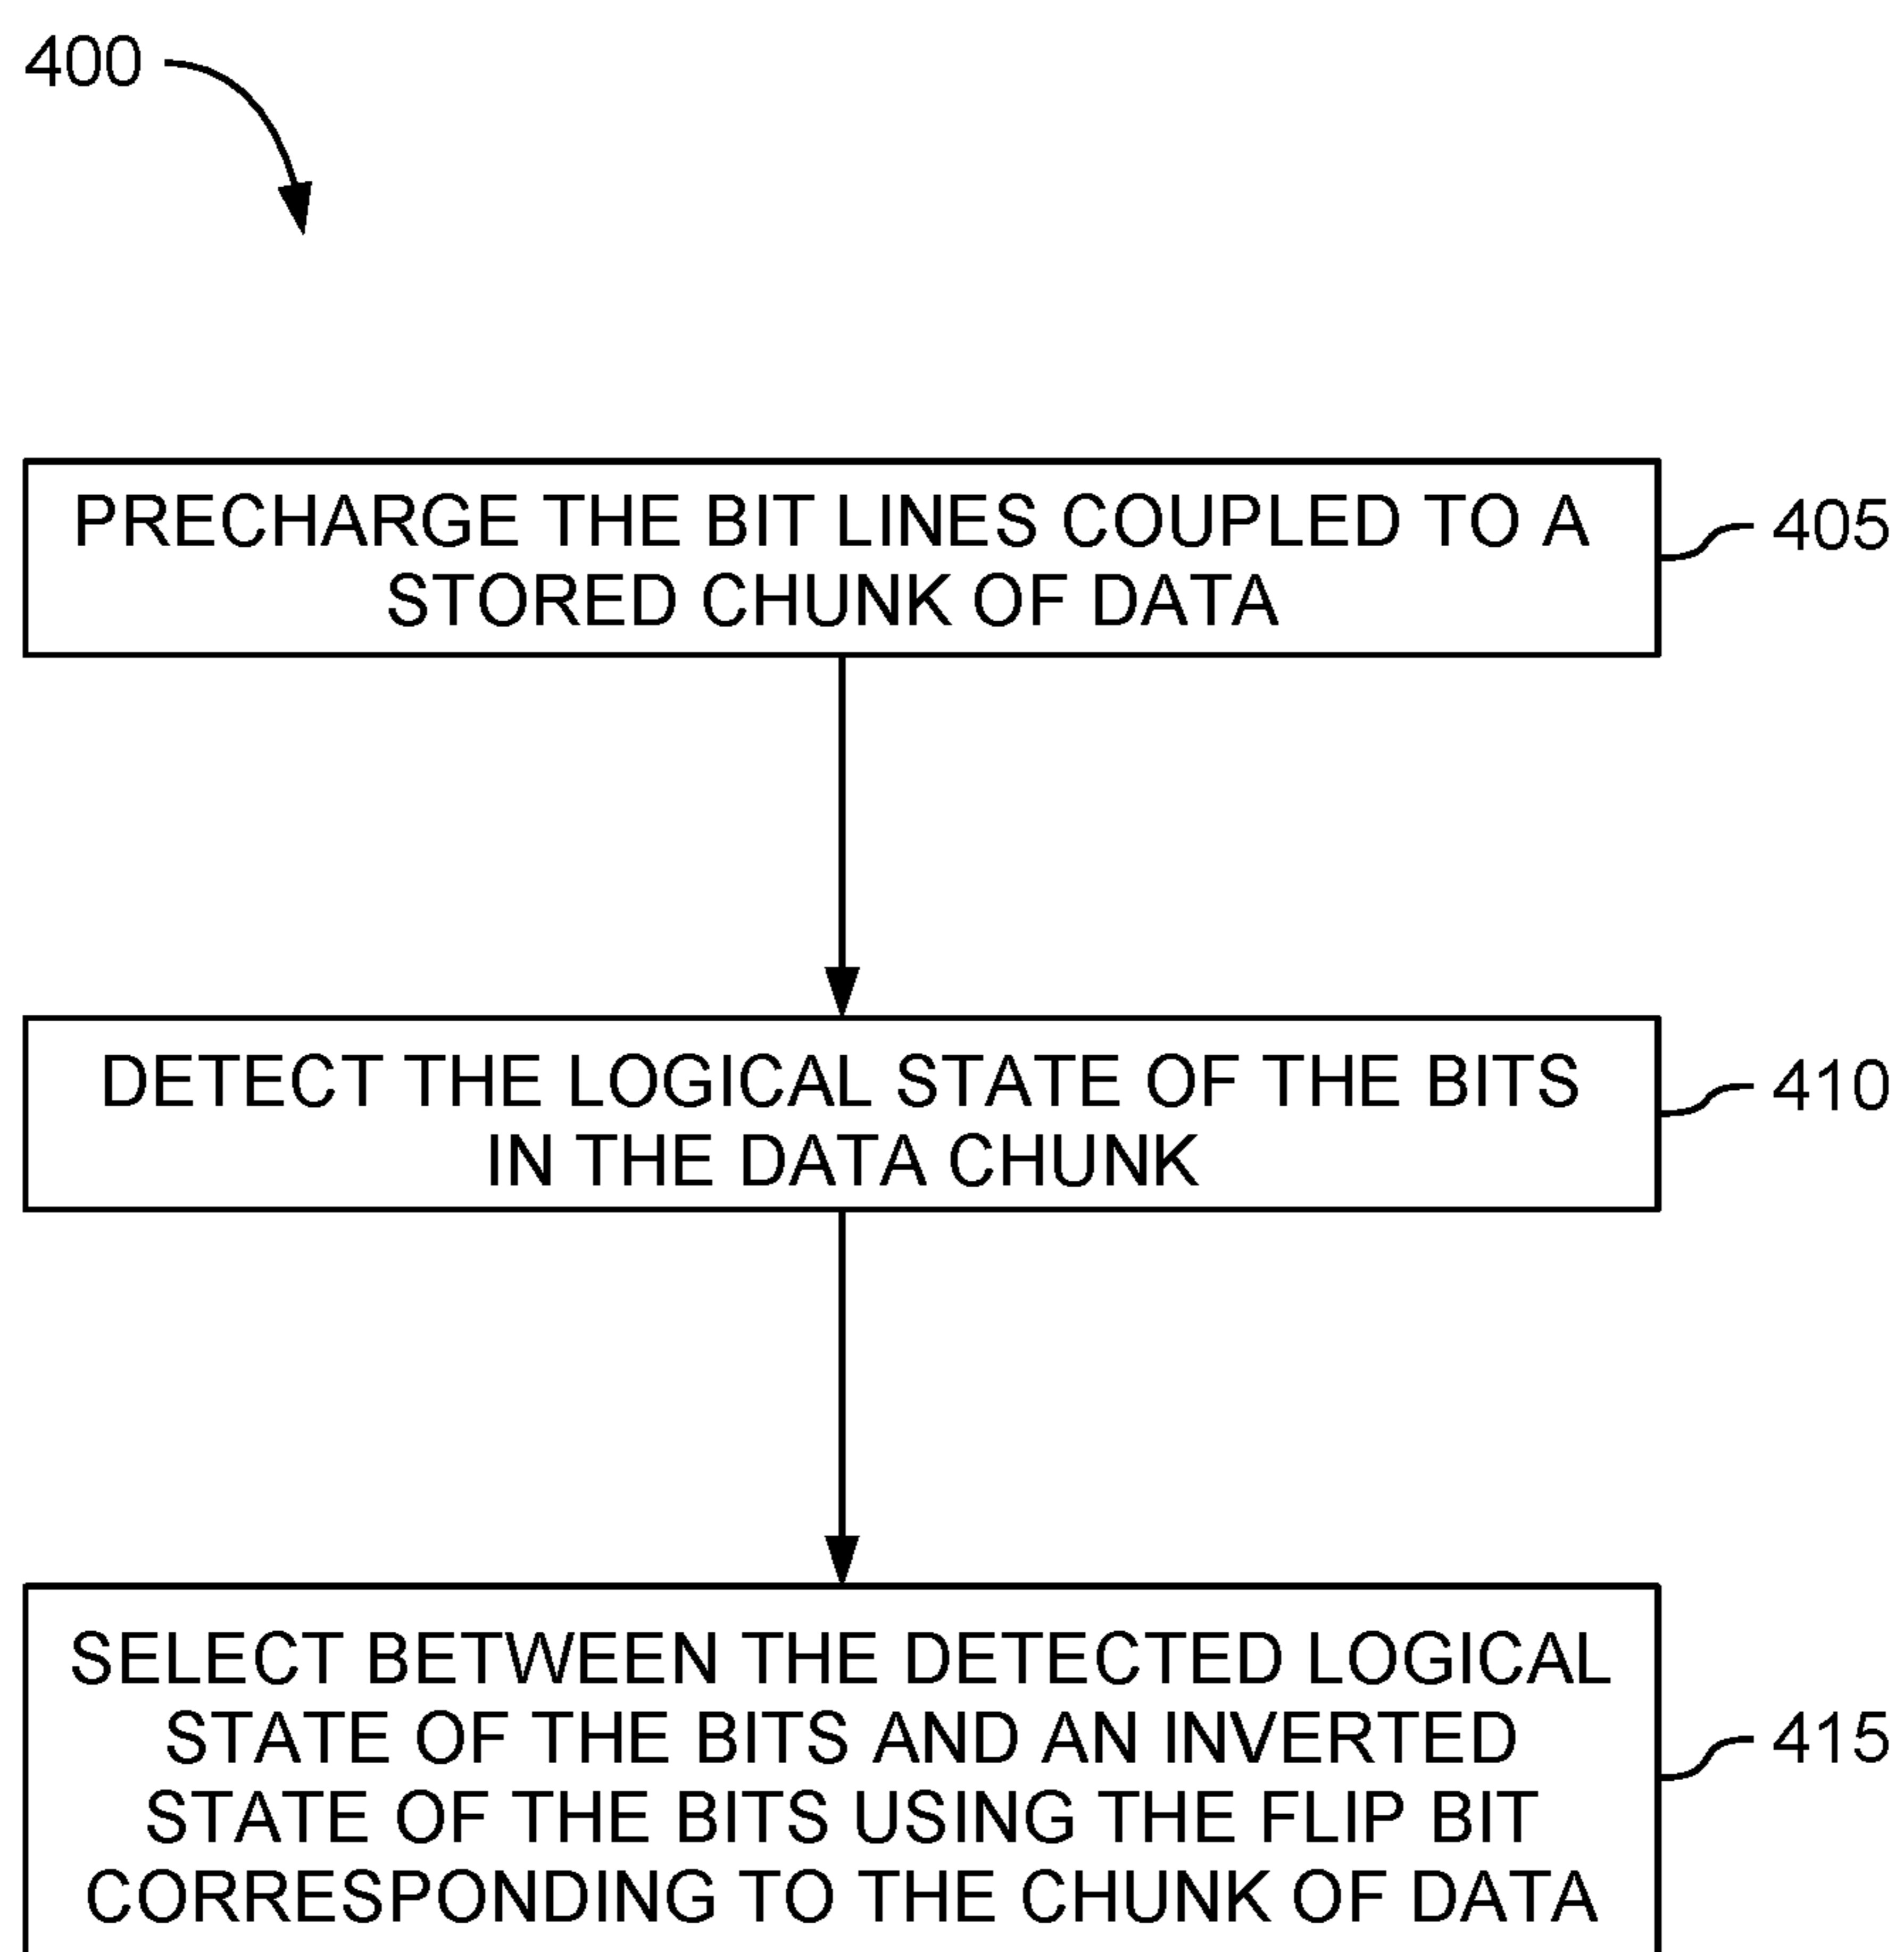 400
PRECHARGE THE BIT LINES COUPLED TO A
STORED CHUNK OF DATA
405
DETECT THE LOGICAL STATE OF THE BITS
IN THE DATA CHUNK
410
SELECT BETWEEN THE DETECTED LOGICAL
STATE OF THE BITS AND AN INVERTED
STATE OF THE BITS USING THE FLIP BIT
CORRESPONDING TO THE CHUNK OF DATA
415